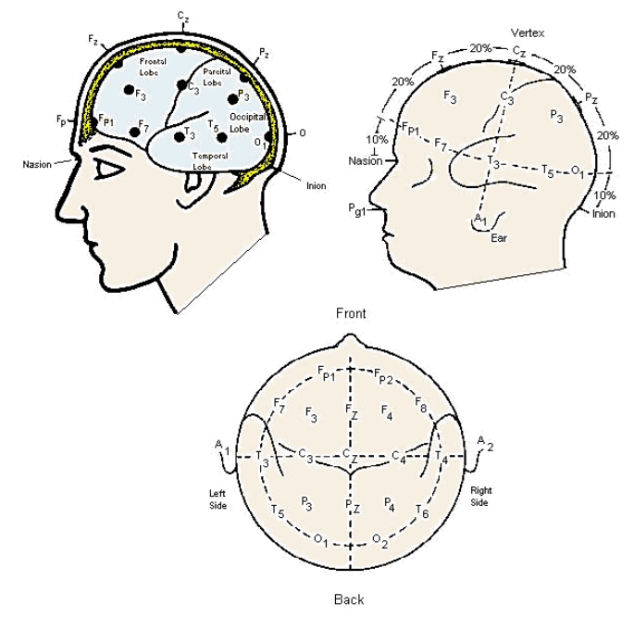 Cz
Fz
Pz
Frontal
Lobe
Parcital
Lobe
C3
F3
P3
Fp
FP1
F7
T3
T5
Occipital
Lobe
O1
O
Temporal
Lobe
Nasion
Inion
Vertex
Fz
20%
Cz
20%
20%
20%
C3
F3
P3
Pz
10%
FP1
F7
T3
T5
O1
Nasion
10%
Pg1
A1
Inion
Ear
Front
FP1
FP2
F7
F3
FZ
F4
F8
A1
T3
C3
CZ
C4
T4
A2
Left
Side
Right
Side
T5
P3
PZ
P4
T6
O1
O2
Back